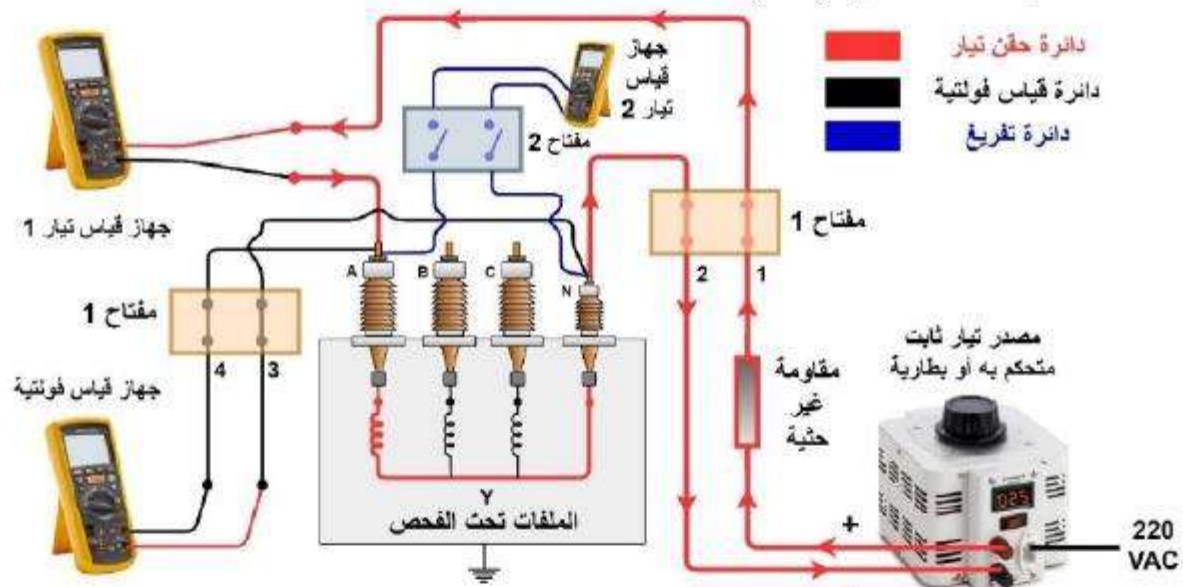 دائرة حقن تيار
دائرة قياس فولتية
دائرة تفريغ
جهاز
قياس
تيار 2
مفتاح 2
جهاز قياس تيار 1
مفتاح 1
2
1
A
B
C
N
مفتاح 1
4
3
جهاز قياس فولتية
مقاومة
غير
حثية
مصدر تيار ثابت
متحكم به أو بطارية
Y
الملفات تحت الفحص
+
025
220
VAC